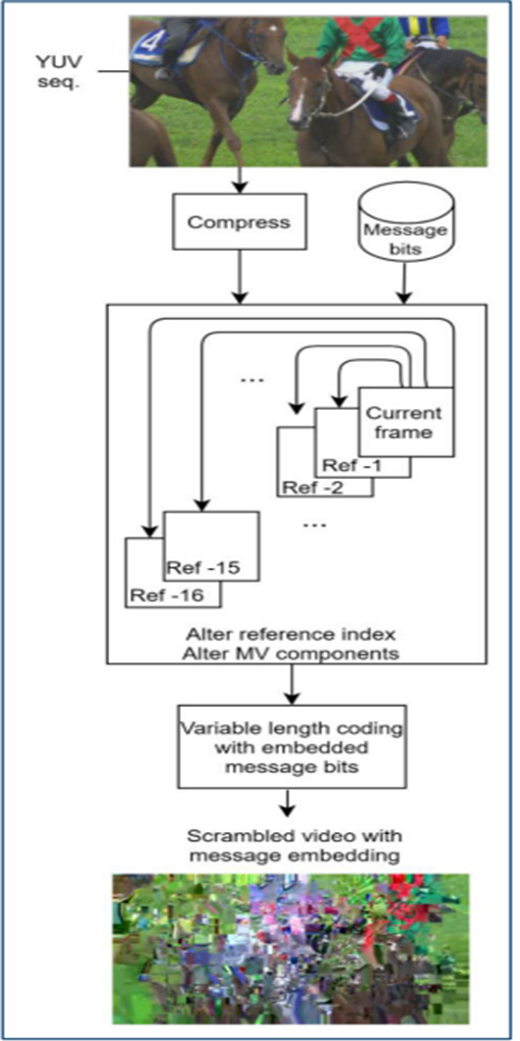 YUV
seq.
4
Compress
Message
bits
...
Current
frame
Ref -1
Ref -2
...
Ref -15
Ref -16
Alter reference index
Alter MV components
Variable length coding
with embedded
message bits
Scrambled video with
message embedding